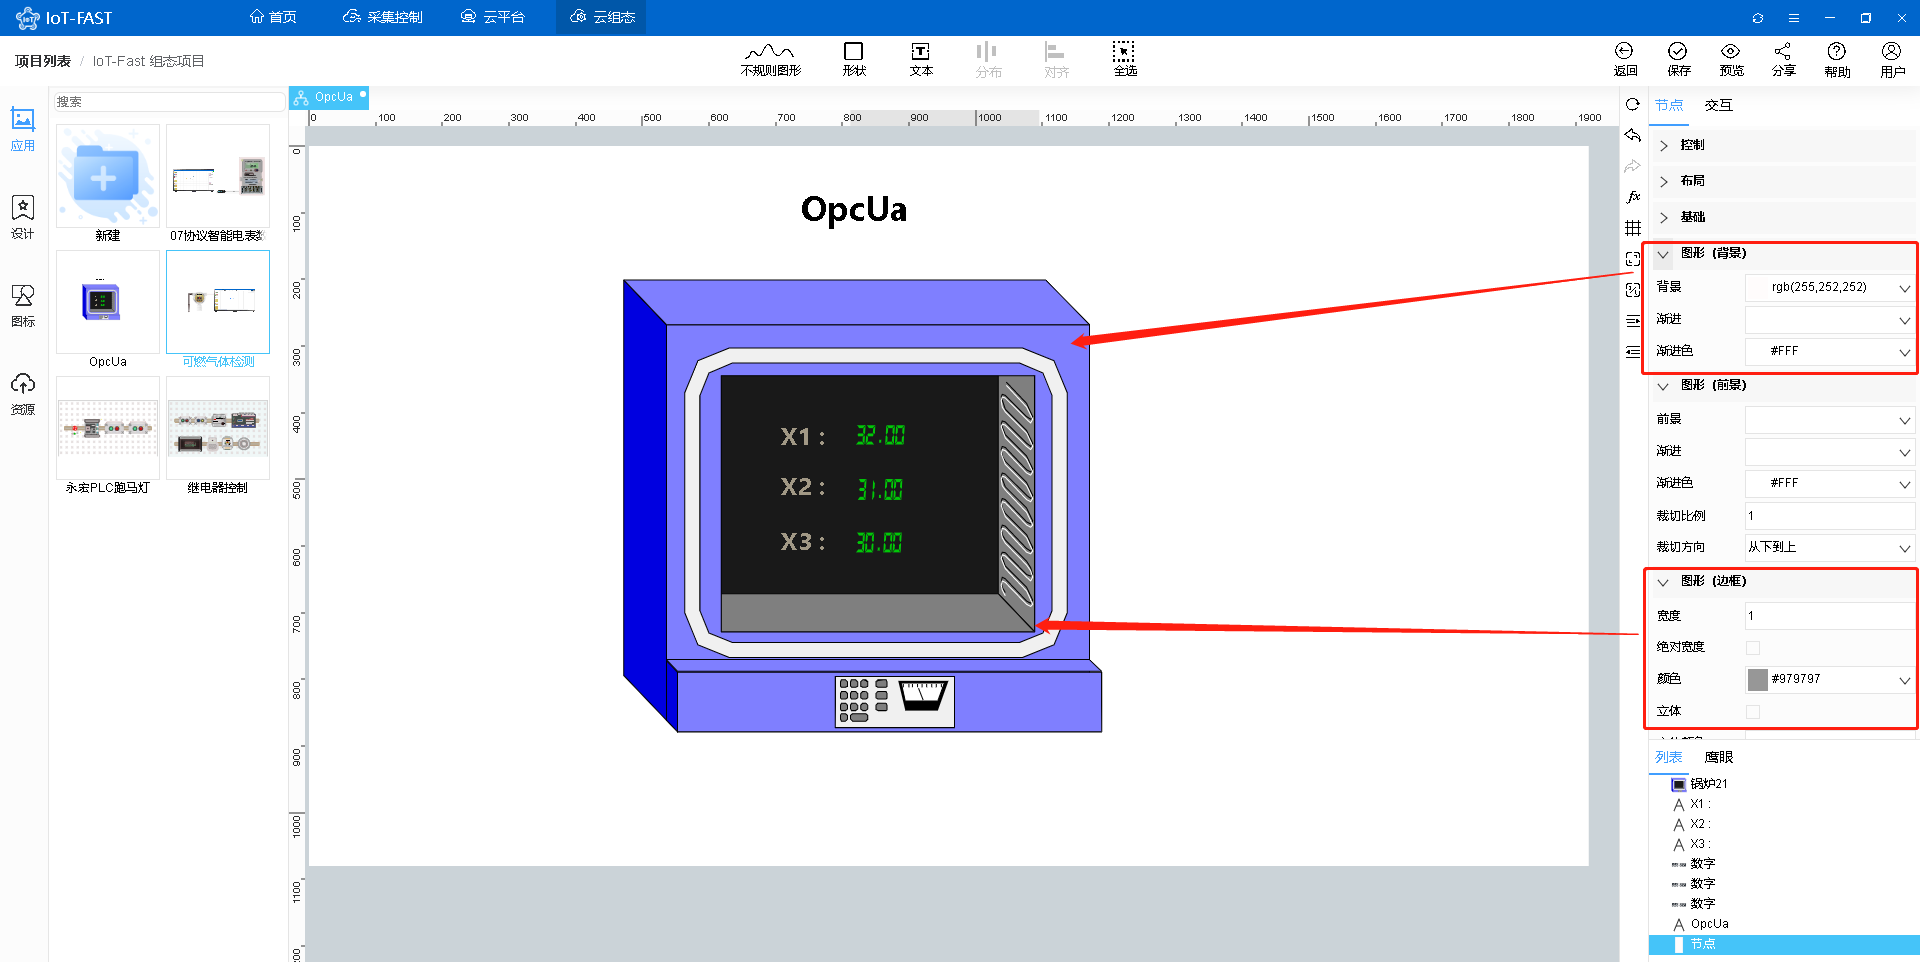 IoT-FAST
首页
采集控制
云平台
云组态
项目列表 / IoT-Fast 组态项目
不规则图形
形状
文本
分布
对齐
全选
返回
保存
预览
分享
帮助
用户
应用
设计
图标
资源
搜索
新建
07协议智能电表数
OpcUa
可燃气体检测
永宏PLC跑马灯
继电器控制
OpcUa
0 100 200 300 400 500 600 700 800 900 1000 1100 1200 1300 1400 1500 1600 1700 1800 1900
0
100
200
300
400
500
600
700
800
900
1000
1100
OpcUa
X1 : 32.00
X2 : 31.00
X3 : 30.00
fx
节点 交互
控制
布局
基础
图形 (背景)
背景 rgb(255,252,252)
渐进
渐进色 #FFF
图形 (前景)
前景
渐进
渐进色 #FFF
裁切比例 1
裁切方向 从下到上
图形 (边框)
宽度 1
绝对宽度
颜色 #979797
立体
列表 鹰眼
锅炉21
X1 :
X2 :
X3 :
数字
数字
数字
OpcUa
节点